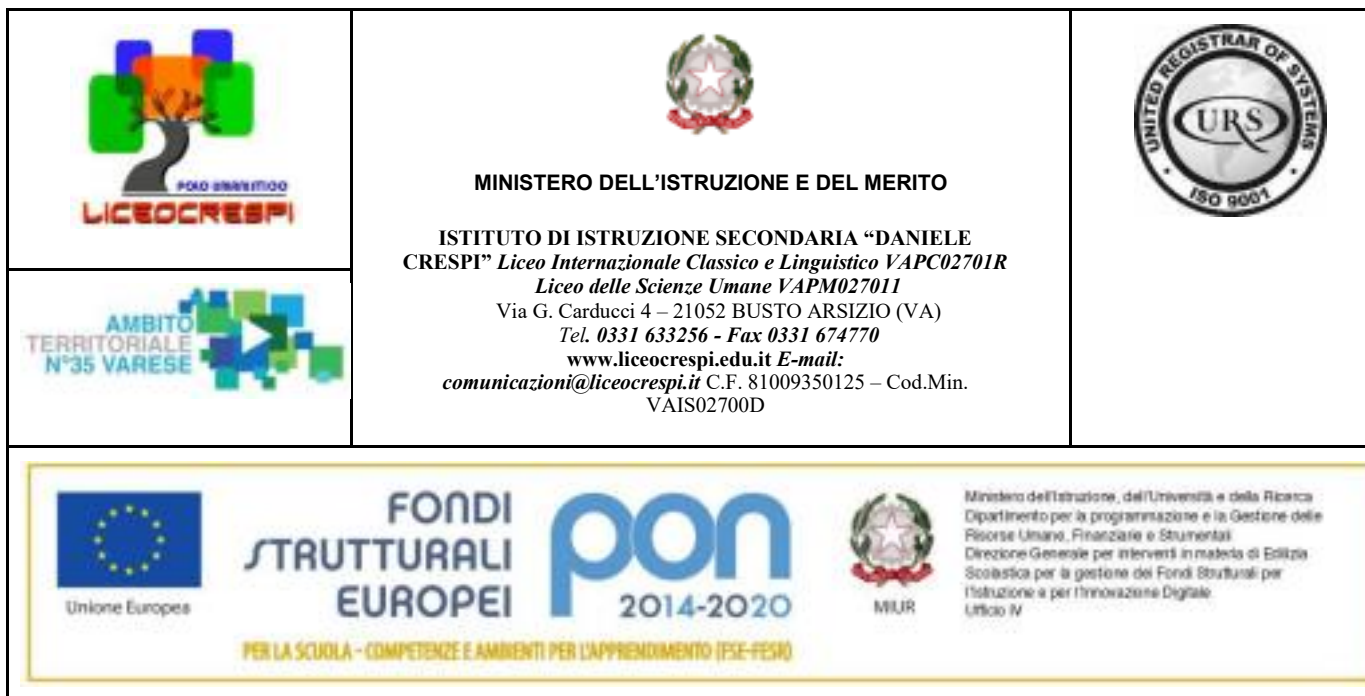 POLO UMANISTICO
LICEOCRESPI
AMBITO
TERRITORIALE
N°35 VARESE
MINISTERO DELL’ISTRUZIONE E DEL MERITO
ISTITUTO DI ISTRUZIONE SECONDARIA “DANIELE
CRESPI” Liceo Internazionale Classico e Linguistico VAPC02701R
Liceo delle Scienze Umane VAPM027011
Via G. Carducci 4 – 21052 BUSTO ARSIZIO (VA)
Tel. 0331 633256 - Fax 0331 674770
www.liceocrespi.edu.it E-mail:
comunicazioni@liceocrespi.it C.F. 81009350125 – Cod.Min.
VAIS02700D
UNITED REGISTRAR OF SYSTEMS
URS
ISO 9001
Unione Europea
FONDI
STRUTTURALI
EUROPEI
pon
2014-2020
PER LA SCUOLA - COMPETENZE E AMBIENTI PER L'APPRENDIMENTO (FSE-FESR)
MIUR
Ministero dell'Istruzione, dell'Università e della Ricerca
Dipartimento per la programmazione e la Gestione delle
Risorse Umane, Finanziarie e Strumentali
Direzione Generale per interventi in materia di Edilizia
Scolastica per la gestione dei Fondi Strutturali per
l'Istruzione e per l'Innovazione Digitale
Ufficio IV